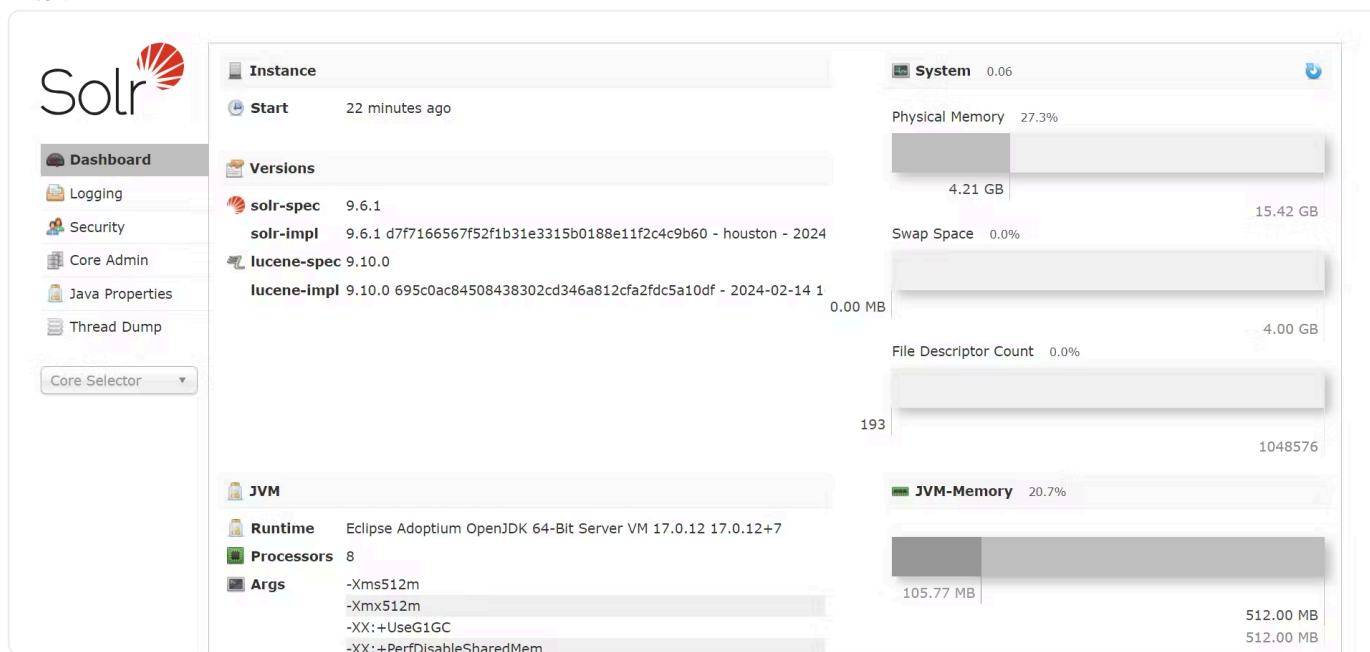 Solr
Dashboard
Logging
Security
Core Admin
Java Properties
Thread Dump
Core Selector
Instance
Start 22 minutes ago
Versions
solr-spec 9.6.1
solr-impl 9.6.1 d7f7166567f52f1b31e3315b0188e11f2c4c9b60 - houston - 2024
lucene-spec 9.10.0
lucene-impl 9.10.0 695c0ac84508438302cd346a812cfa2fdc5a10df - 2024-02-14 1
JVM
Runtime Eclipse Adoptium OpenJDK 64-Bit Server VM 17.0.12 17.0.12+7
Processors 8
Args -Xms512m
-Xmx512m
-XX:+UseG1GC
-XX:+PerfDisableSharedMem
System 0.06
Physical Memory 27.3%
4.21 GB
15.42 GB
Swap Space 0.0%
0.00 MB
4.00 GB
File Descriptor Count 0.0%
193
1048576
JVM-Memory 20.7%
105.77 MB
512.00 MB
512.00 MB